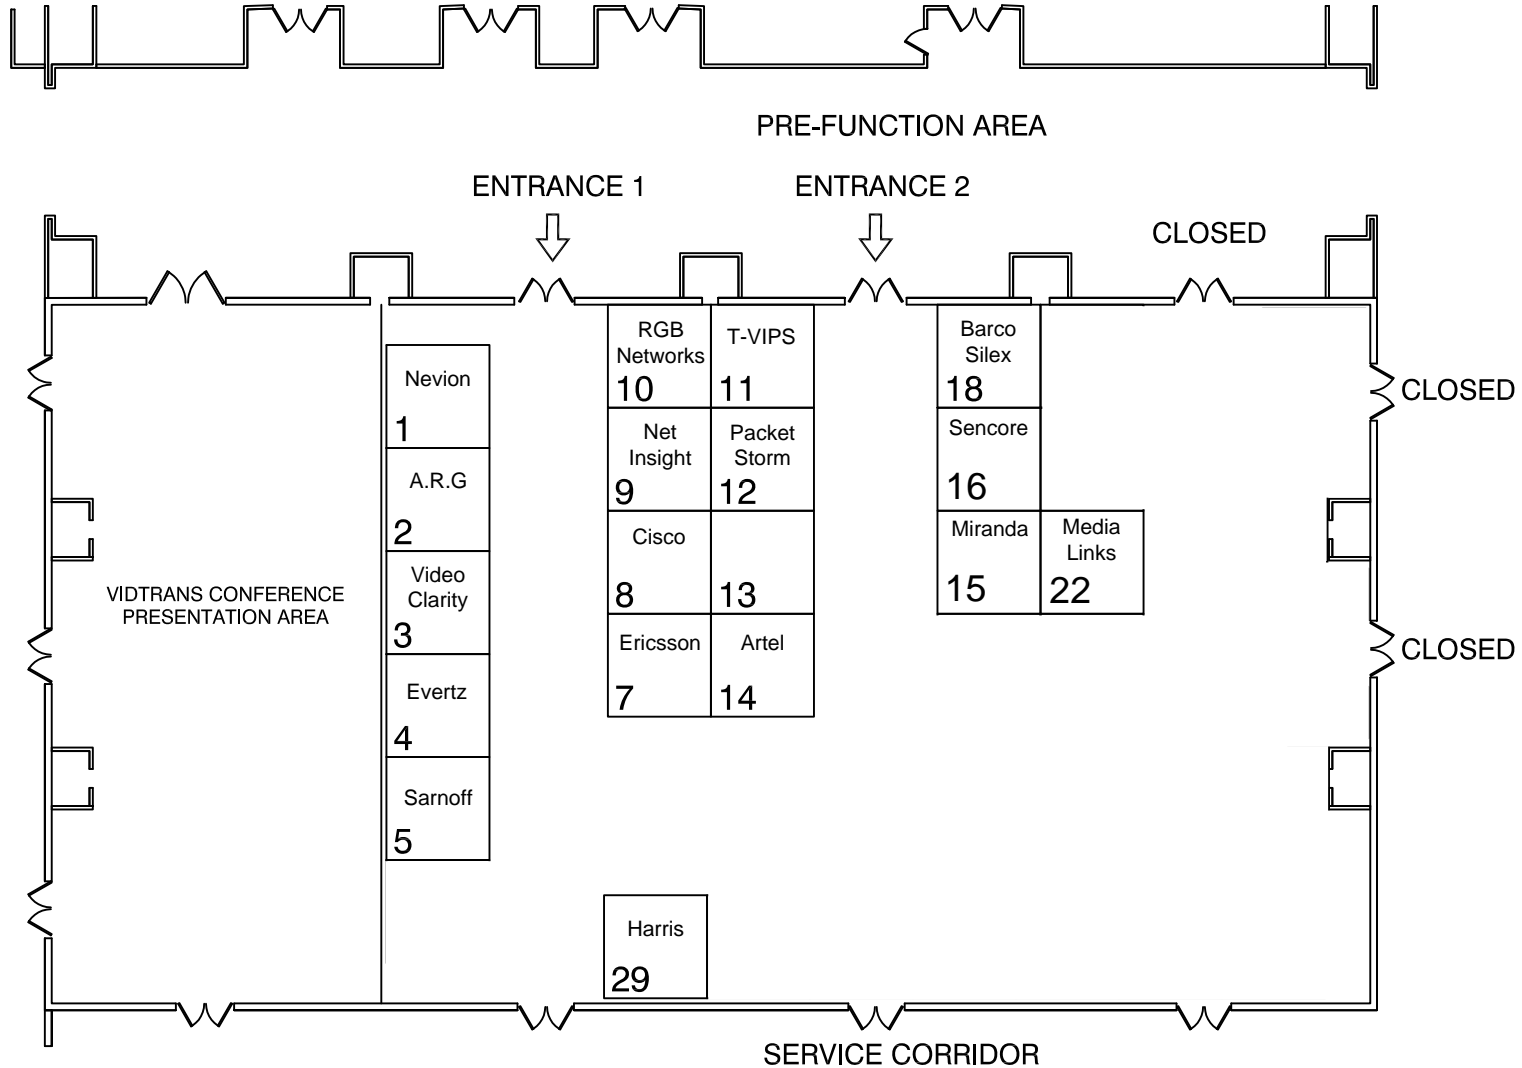 PRE-FUNCTION AREA
ENTRANCE 1
ENTRANCE 2
CLOSED
RGB
Networks
10
T-VIPS
11
Barco
Silex
18
Nevion
1
CLOSED
Net
Insight
9
Packet
Storm
12
Sencore
16
A.R.G
2
Cisco
8
13
Miranda
15
Media
Links
22
Video
Clarity
3
VIDTRANS CONFERENCE
PRESENTATION AREA
Ericsson
7
Artel
14
CLOSED
Evertz
4
Sarnoff
5
Harris
29
SERVICE CORRIDOR